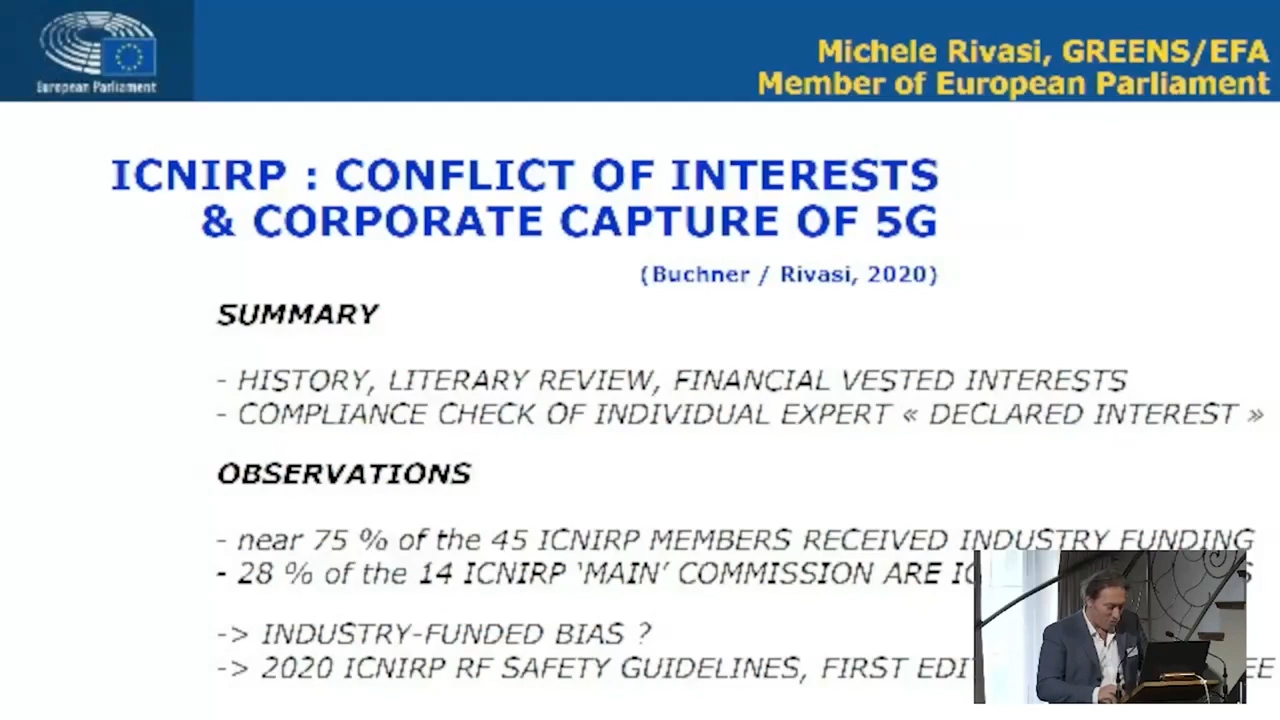 European Parliament
Michele Rivasi, GREENS/EFA
Member of European Parliament
ICNIRP : CONFLICT OF INTERESTS
& CORPORATE CAPTURE OF 5G
(Buchner / Rivasi, 2020)
SUMMARY
- HISTORY, LITERARY REVIEW, FINANCIAL VESTED INTERESTS
- COMPLIANCE CHECK OF INDIVIDUAL EXPERT « DECLARED INTEREST »
OBSERVATIONS
- near 75 % of the 45 ICNIRP MEMBERS RECEIVED INDUSTRY FUNDING
- 28 % of the 14 ICNIRP ‘MAIN’ COMMISSION ARE
-> INDUSTRY-FUNDED BIAS ?
-> 2020 ICNIRP RF SAFETY GUIDELINES, FIRST